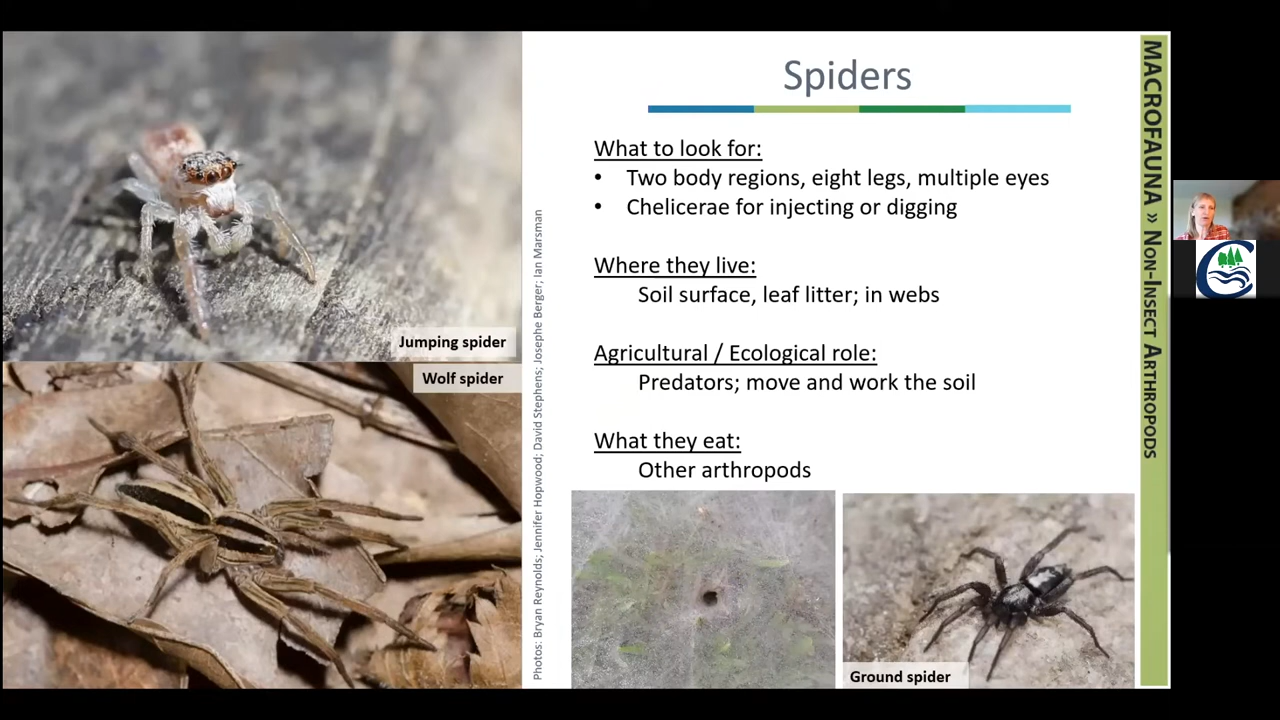 Spiders
What to look for:
• Two body regions, eight legs, multiple eyes
• Chelicerae for injecting or digging
Where they live:
Soil surface, leaf litter; in webs
Agricultural / Ecological role:
Predators; move and work the soil
What they eat:
Other arthropods
Jumping spider
Wolf spider
Ground spider
Photos: Bryan Reynolds; Jennifer Hopwood; David Stephens; Josephe Berger; Ian Marsman
MACROFAUNA » NON-INSECT ARTHROPODS